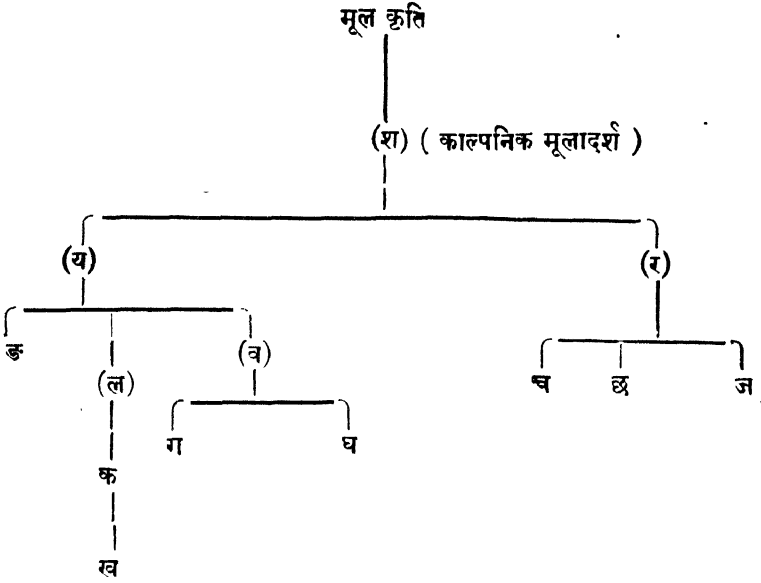 मूल कृति
(श) ( काल्पनिक मूलादर्श )
(य) (र)
ङ (ल) (व) च छ ज
ग घ
क
ख